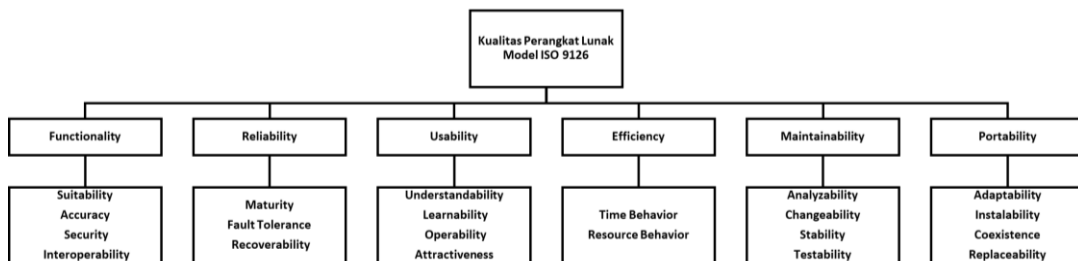 Kualitas Perangkat Lunak
Model ISO 9126
Functionality
Reliability
Usability
Efficiency
Maintainability
Portability
Suitability
Accuracy
Security
Interoperability
Maturity
Fault Tolerance
Recoverability
Understandability
Learnability
Operability
Attractiveness
Time Behavior
Resource Behavior
Analyzability
Changeability
Stability
Testability
Adaptability
Instalability
Coexistence
Replaceability